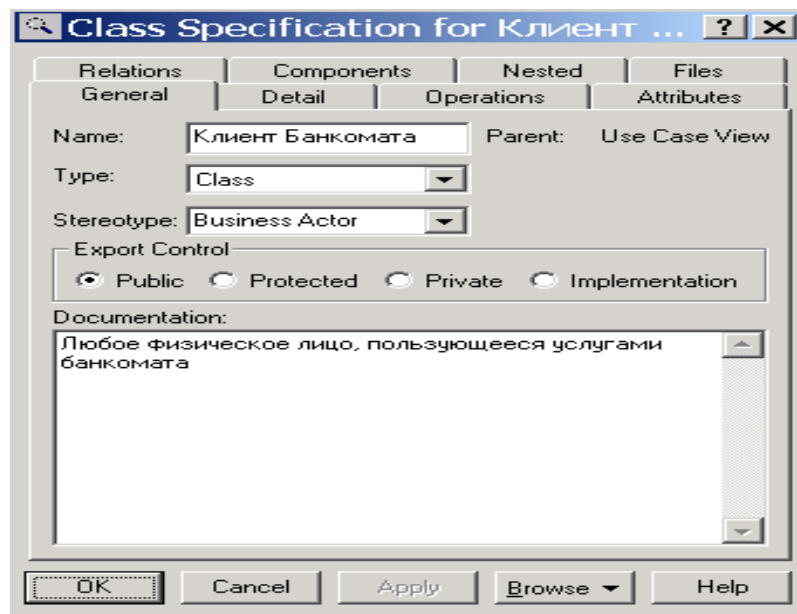 Class Specification for Клиент ...
Relations Components Nested Files
General Detail Operations Attributes
Name: Клиент Банкомата Parent: Use Case View
Type: Class
Stereotype: Business Actor
Export Control
Public Protected Private Implementation
Documentation:
Любое физическое лицо, пользующееся услугами
банкомата
OK Cancel Apply Browse Help